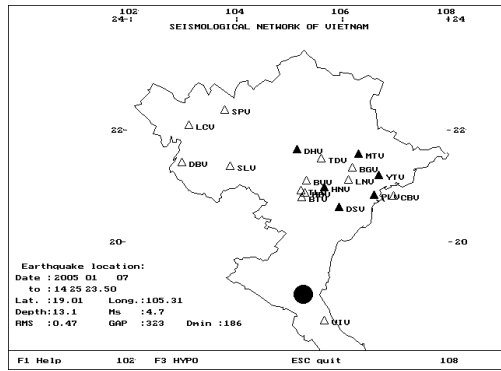 102 104 106 108
24 24
SEISMOLOGICAL NETWORK OF VIETNAM
SPV
LCV
22 22
DHV
MTV
TDV
DBV
SLV
BGV
YTV
LNV
BVV
HNV
PLV CBV
BTV
DSV
20 20
Earthquake location:
Date : 2005 01 07
to : 14 25 23.50
Lat. : 19.01 Long.:105.31
Depth:13.1 Ms : 4.7
RMS : 0.47 GAP : 323 Dmin :186
VIV
F1 Help 102 F3 HYPO ESC quit 108